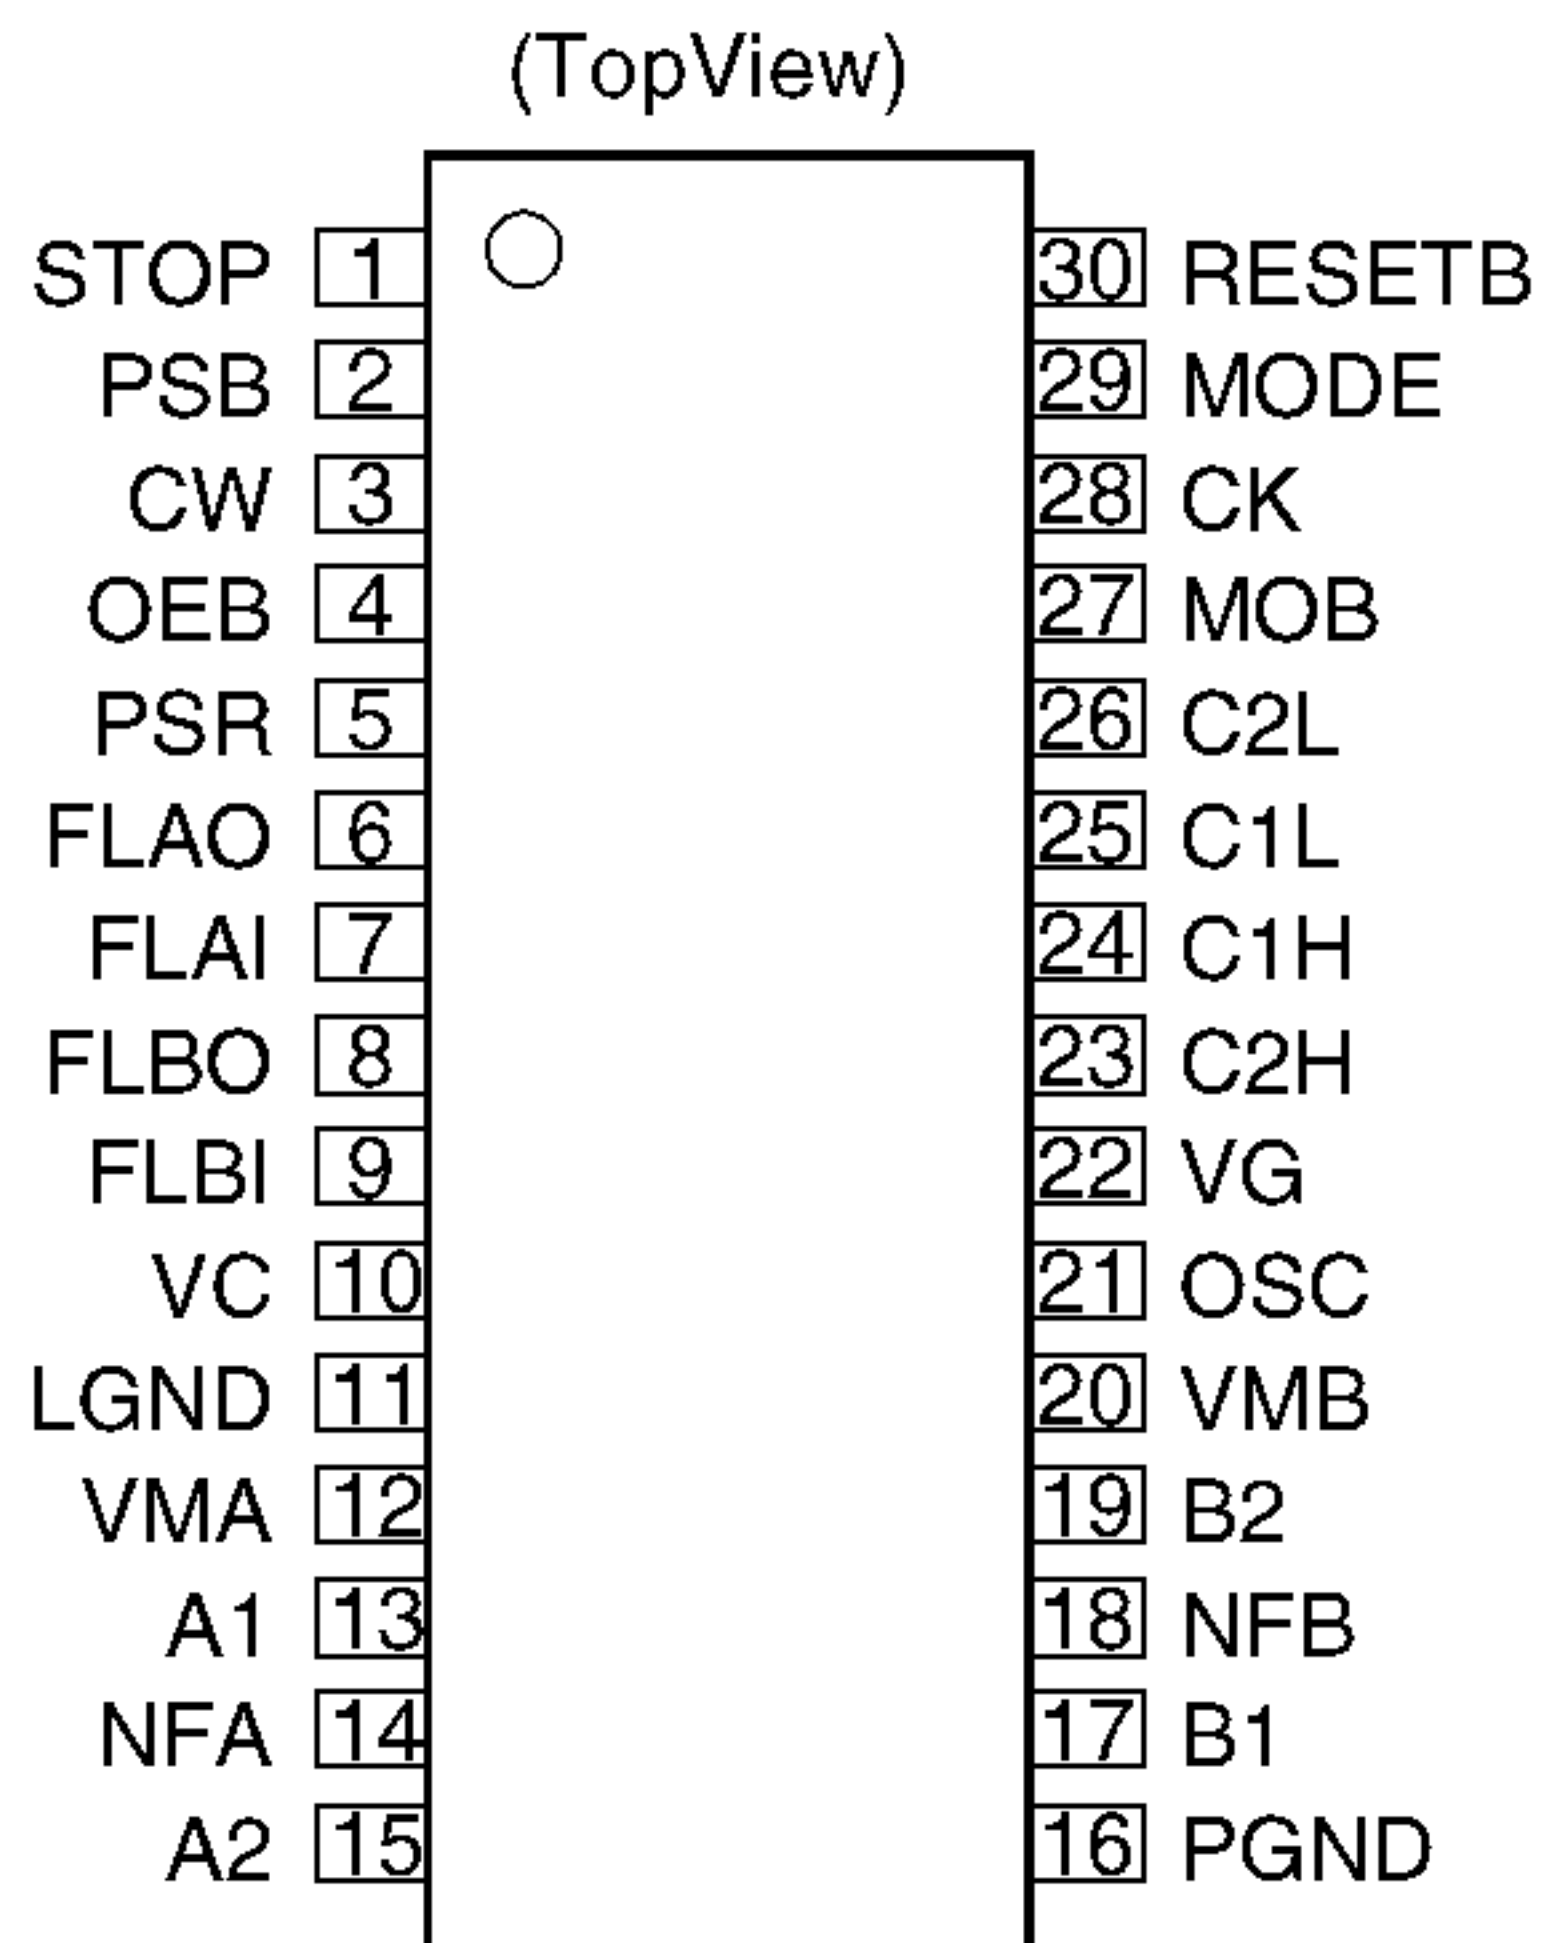 (TopView)
STOP 1 30 RESETB
PSB 2 29 MODE
CW 3 28 CK
OEB 4 27 MOB
PSR 5 26 C2L
FLAO 6 25 C1L
FLAI 7 24 C1H
FLBO 8 23 C2H
FLBI 9 22 VG
VC 10 21 OSC
LGND 11 20 VMB
VMA 12 19 B2
A1 13 18 NFB
NFA 14 17 B1
A2 15 16 PGND